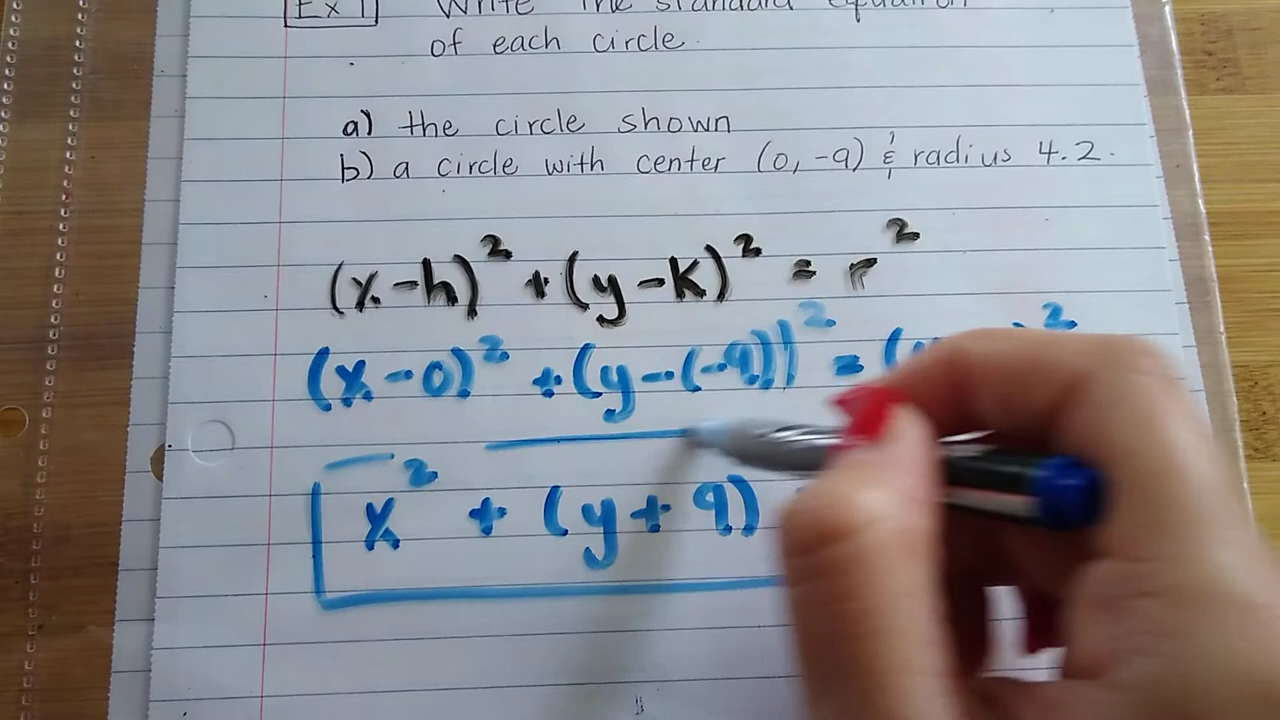 Ex 1 Write the standard equation
of each circle.
a) the circle shown
b) a circle with center (0, -9) & radius 4.2.
(x-h)² + (y-k)² = r²
(x-0)² + (y-(-9))² = ( )²
x² + (y+9)